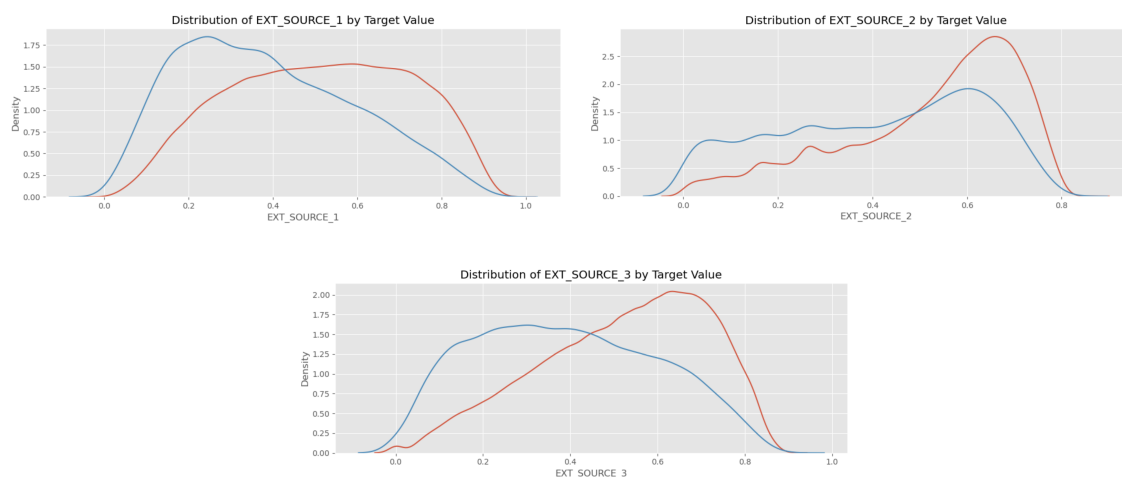 Distribution of EXT_SOURCE_1 by Target Value
1.75
1.50
1.25
1.00
0.75
0.50
0.25
0.00
Density
0.0 0.2 0.4 0.6 0.8 1.0
EXT_SOURCE_1
Distribution of EXT_SOURCE_2 by Target Value
2.5
2.0
1.5
1.0
0.5
0.0
Density
0.0 0.2 0.4 0.6 0.8
EXT_SOURCE_2
Distribution of EXT_SOURCE_3 by Target Value
2.00
1.75
1.50
1.25
1.00
0.75
0.50
0.25
0.00
Density
0.0 0.2 0.4 0.6 0.8 1.0
EXT_SOURCE_3